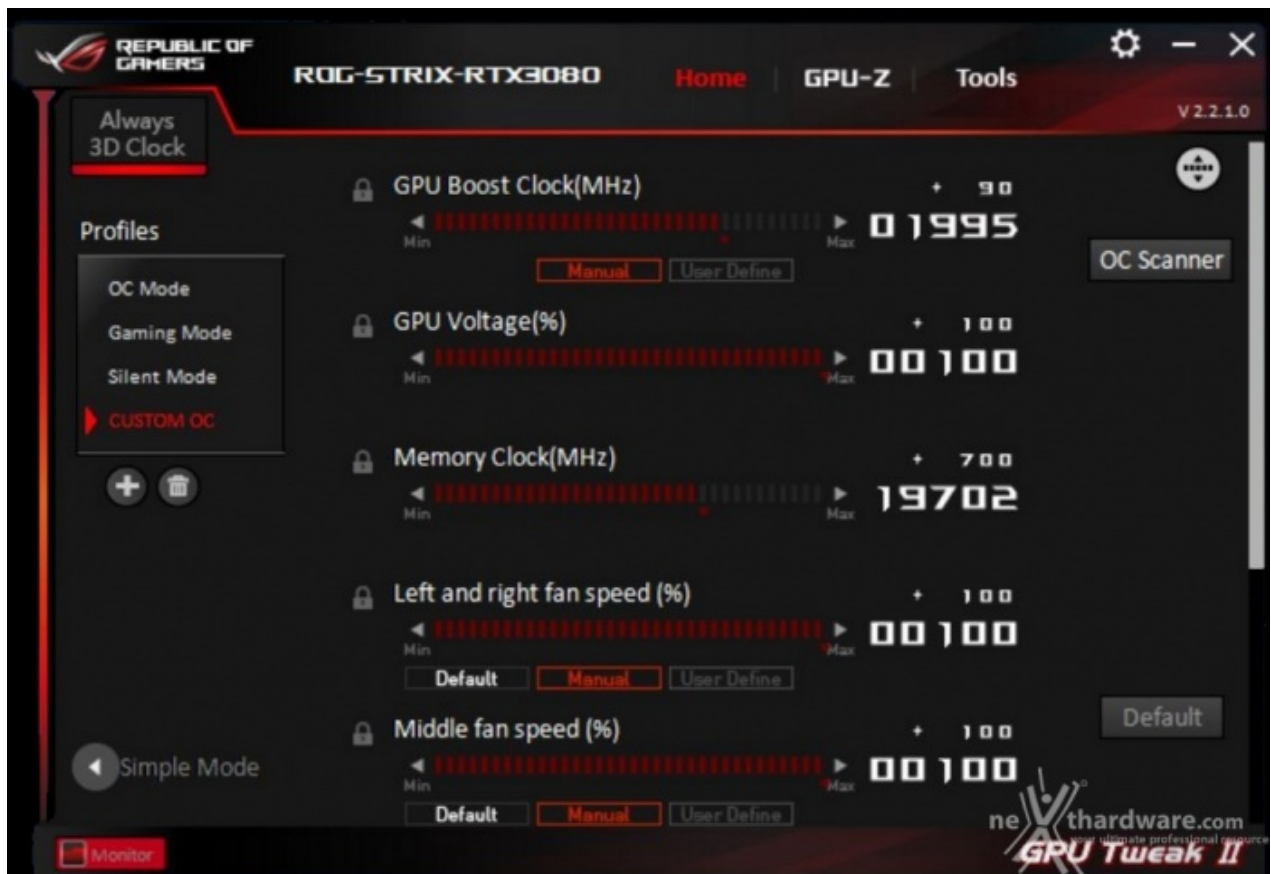 REPUBLIC OF
GAMERS
ROG-STRIX-RTX3080
Home
GPU-Z
Tools
V 2.2.1.0
Always
3D Clock
Profiles
OC Mode
Gaming Mode
Silent Mode
CUSTOM OC
Simple Mode
Monitor
GPU Boost Clock(MHz)
+ 90
Min
Max
01995
Manual
User Define
GPU Voltage(%)
+ 100
Min
Max
00100
Memory Clock(MHz)
+ 700
Min
Max
19702
Left and right fan speed (%)
+ 100
Min
Max
00100
Default
Manual
User Define
Middle fan speed (%)
+ 100
Min
Max
00100
Default
Manual
User Define
OC Scanner
Default
nexthardware.com
your ultimate professional resource
GPU Tweak II